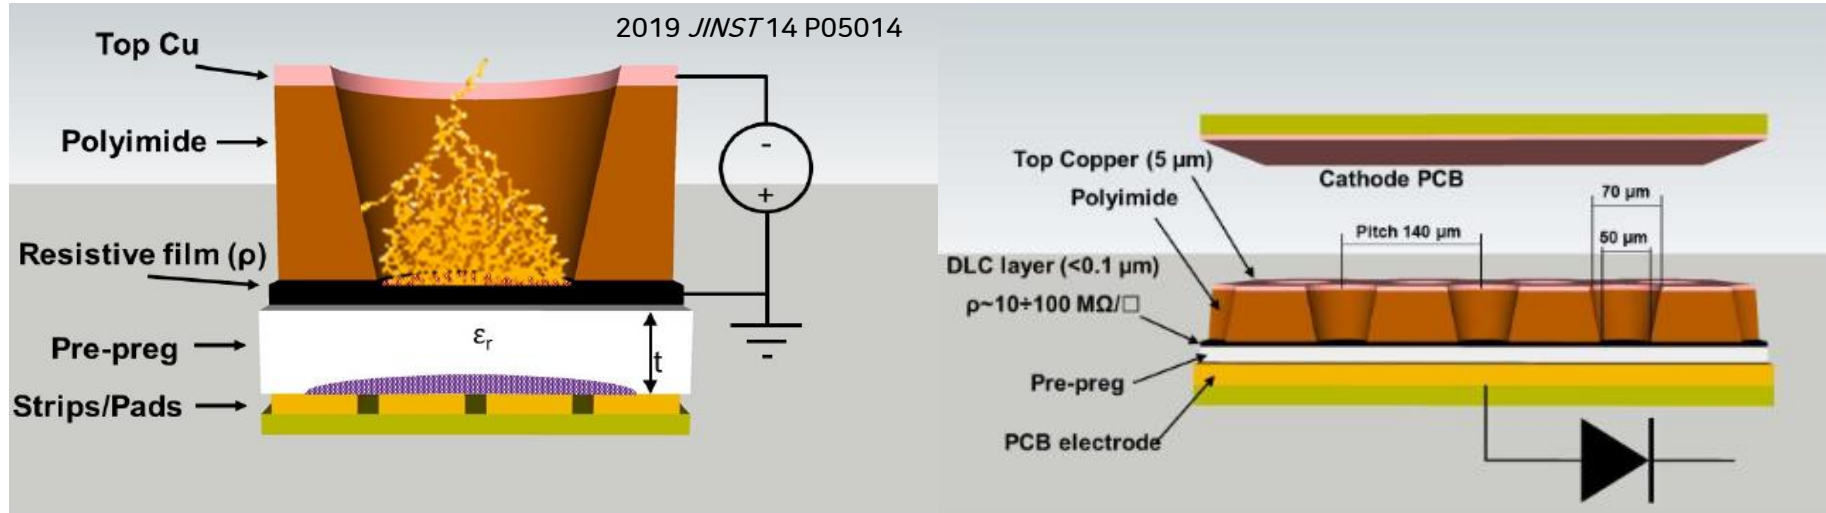 2019 JINST 14 P05014
Top Cu
Polyimide
-
+
Resistive film (ρ)
εr
Pre-preg
t
Strips/Pads
Top Copper (5 µm)
Cathode PCB
Polyimide
70 µm
Pitch 140 µm
50 µm
DLC layer (<0.1 µm)
ρ~10÷100 MΩ/□
Pre-preg
PCB electrode